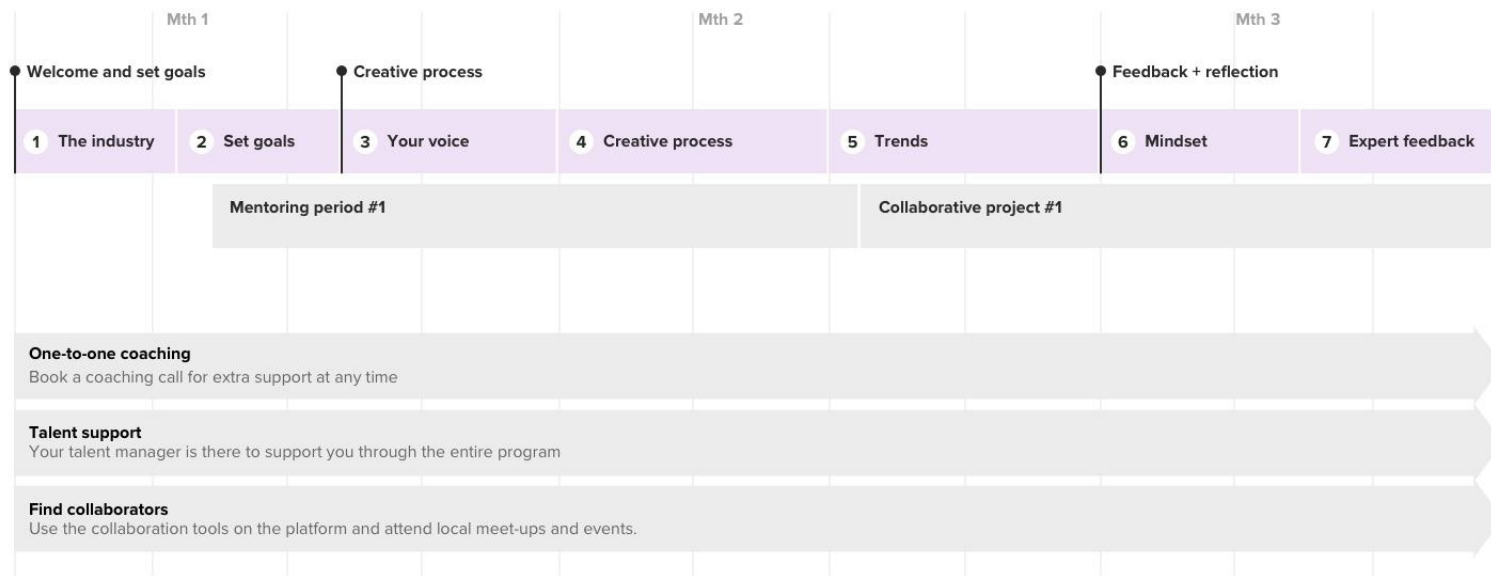 Mth 1
Mth 2
Mth 3
Welcome and set goals
Creative process
Feedback + reflection
1 The industry
2 Set goals
3 Your voice
4 Creative process
5 Trends
6 Mindset
7 Expert feedback
Mentoring period #1
Collaborative project #1
One-to-one coaching
Book a coaching call for extra support at any time
Talent support
Your talent manager is there to support you through the entire program
Find collaborators
Use the collaboration tools on the platform and attend local meet-ups and events.